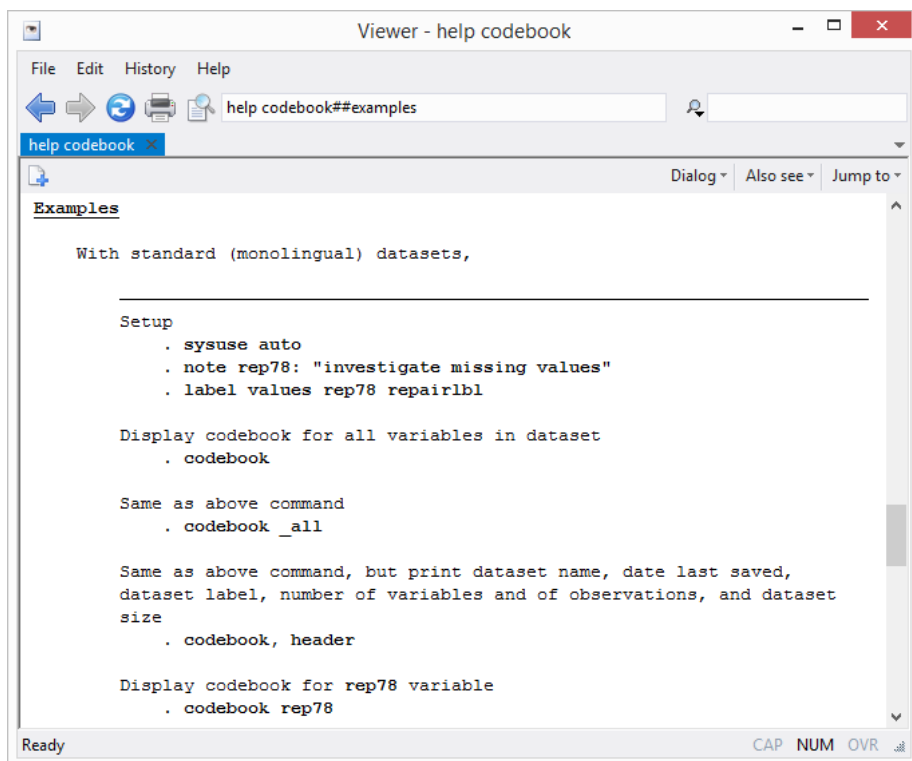 Viewer - help codebook
File Edit History Help
help codebook##examples
help codebook
Dialog Also see Jump to
Examples
With standard (monolingual) datasets,
Setup
. sysuse auto
. note rep78: "investigate missing values"
. label values rep78 repairlbl
Display codebook for all variables in dataset
. codebook
Same as above command
. codebook _all
Same as above command, but print dataset name, date last saved,
dataset label, number of variables and of observations, and dataset
size
. codebook, header
Display codebook for rep78 variable
. codebook rep78
Ready CAP NUM OVR